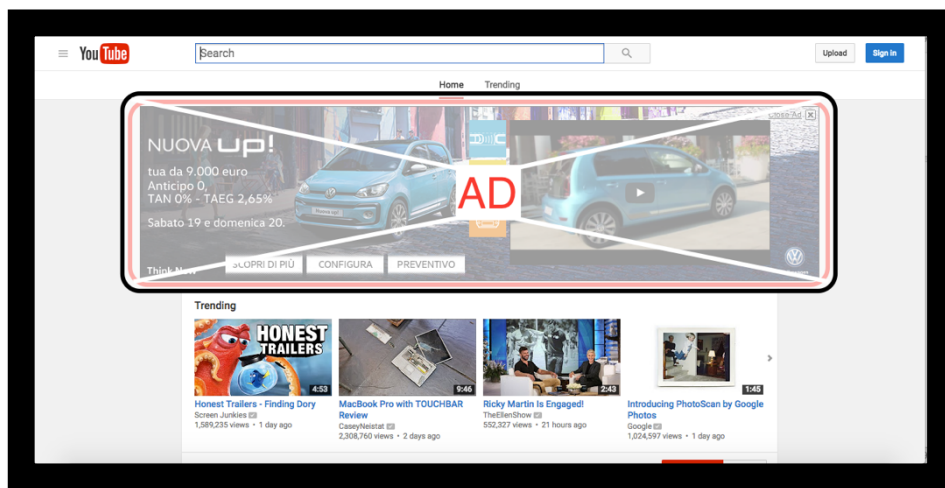 YouTube
Search
Upload
Sign in
Home
Trending
Close Ad X
NUOVA up!
tua da 9.000 euro
Anticipo 0,
TAN 0% - TAEG 2,65%
Sabato 19 e domenica 20.
AD
Nuova up!
Think New.
SCOPRI DI PIÙ
CONFIGURA
PREVENTIVO
Trending
HONEST
TRAILERS
4:53
9:46
2:43
1:45
Honest Trailers - Finding Dory
Screen Junkies
1,589,235 views • 1 day ago
MacBook Pro with TOUCHBAR
Review
CaseyNeistat
2,308,760 views • 2 days ago
Ricky Martin Is Engaged!
TheEllenShow
552,327 views • 21 hours ago
Introducing PhotoScan by Google
Photos
Google
1,024,597 views • 1 day ago